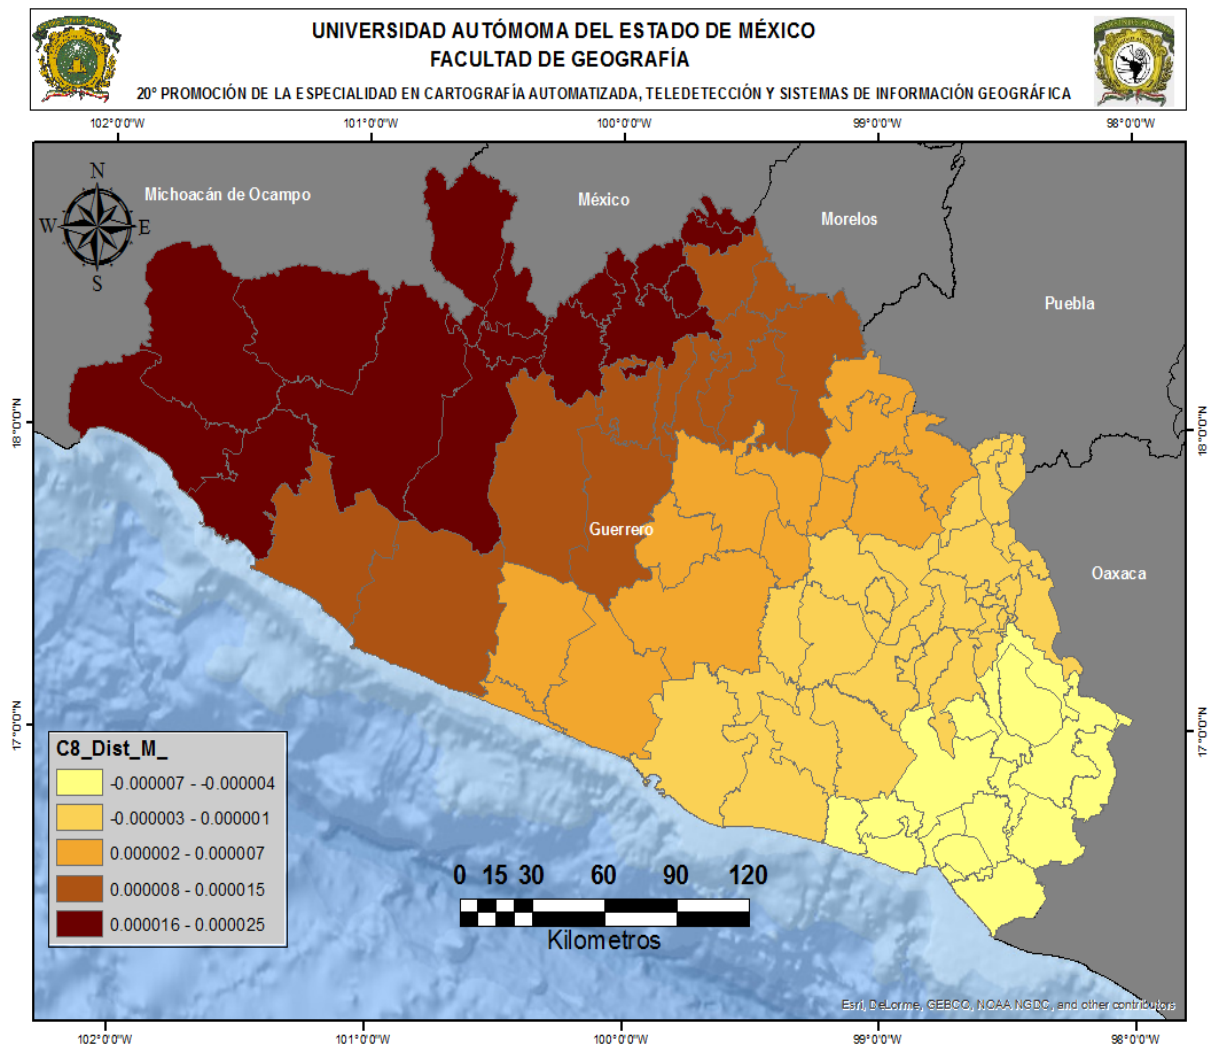 UNIVERSIDAD AUTÓMOMA DEL ESTADO DE MÉXICO
FACULTAD DE GEOGRAFÍA
20° PROMOCIÓN DE LA ESPECIALIDAD EN CARTOGRAFÍA AUTOMATIZADA, TELEDETECCIÓN Y SISTEMAS DE INFORMACIÓN GEOGRÁFICA
102°0'0"W 101°0'0"W 100°0'0"W 99°0'0"W 98°0'0"W
N
W E
S
Michoacán de Ocampo
México
Morelos
Puebla
18°0'0"N
18°0'0"N
Guerrero
Oaxaca
17°0'0"N
17°0'0"N
C8_Dist_M_
-0.000007 - -0.000004
-0.000003 - 0.000001
0.000002 - 0.000007
0.000008 - 0.000015
0.000016 - 0.000025
0 15 30 60 90 120
Kilometros
Esri, DeLorme, GEBCO, NOAA NGDC, and other contributors
102°0'0"W 101°0'0"W 100°0'0"W 99°0'0"W 98°0'0"W